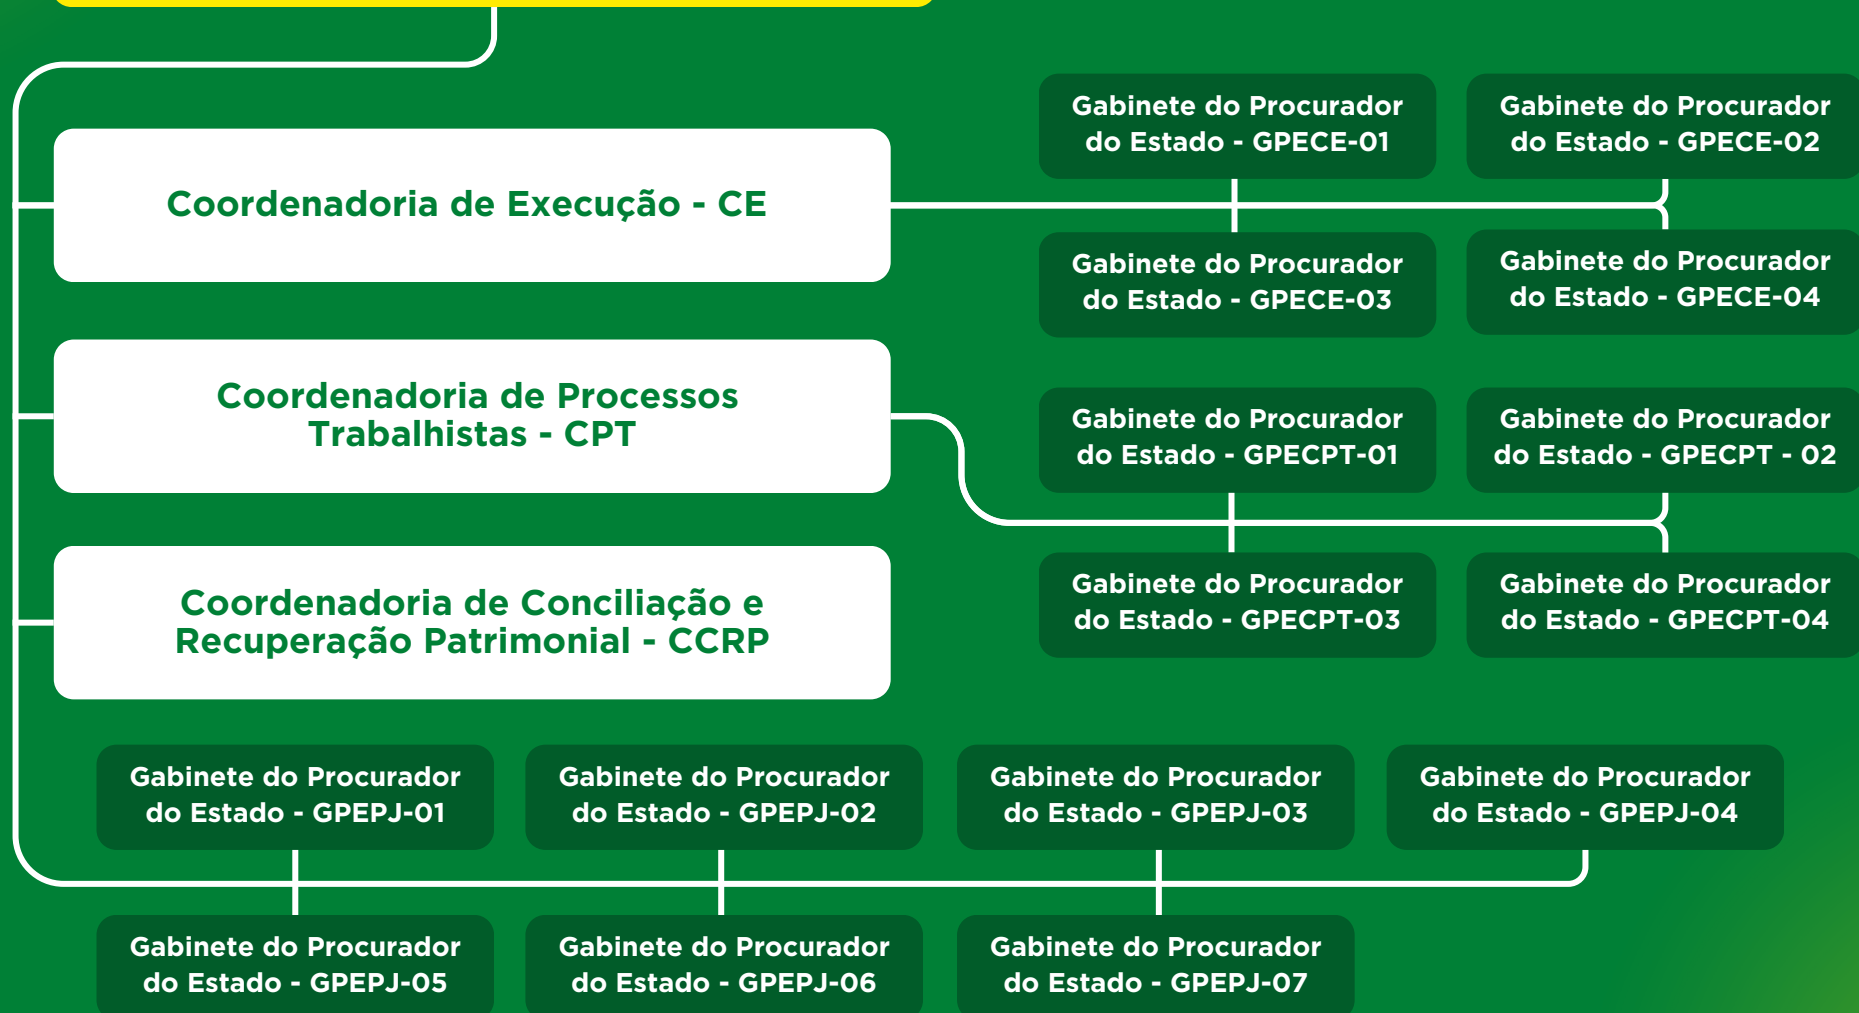 Gabinete do Procurador
do Estado - GPECE-01
Gabinete do Procurador
do Estado - GPECE-02
Coordenadoria de Execução - CE
Gabinete do Procurador
do Estado - GPECE-03
Gabinete do Procurador
do Estado - GPECE-04
Coordenadoria de Processos
Trabalhistas - CPT
Gabinete do Procurador
do Estado - GPECPT-01
Gabinete do Procurador
do Estado - GPECPT - 02
Gabinete do Procurador
do Estado - GPECPT-03
Gabinete do Procurador
do Estado - GPECPT-04
Coordenadoria de Conciliação e
Recuperação Patrimonial - CCRP
Gabinete do Procurador
do Estado - GPEPJ-01
Gabinete do Procurador
do Estado - GPEPJ-02
Gabinete do Procurador
do Estado - GPEPJ-03
Gabinete do Procurador
do Estado - GPEPJ-04
Gabinete do Procurador
do Estado - GPEPJ-05
Gabinete do Procurador
do Estado - GPEPJ-06
Gabinete do Procurador
do Estado - GPEPJ-07